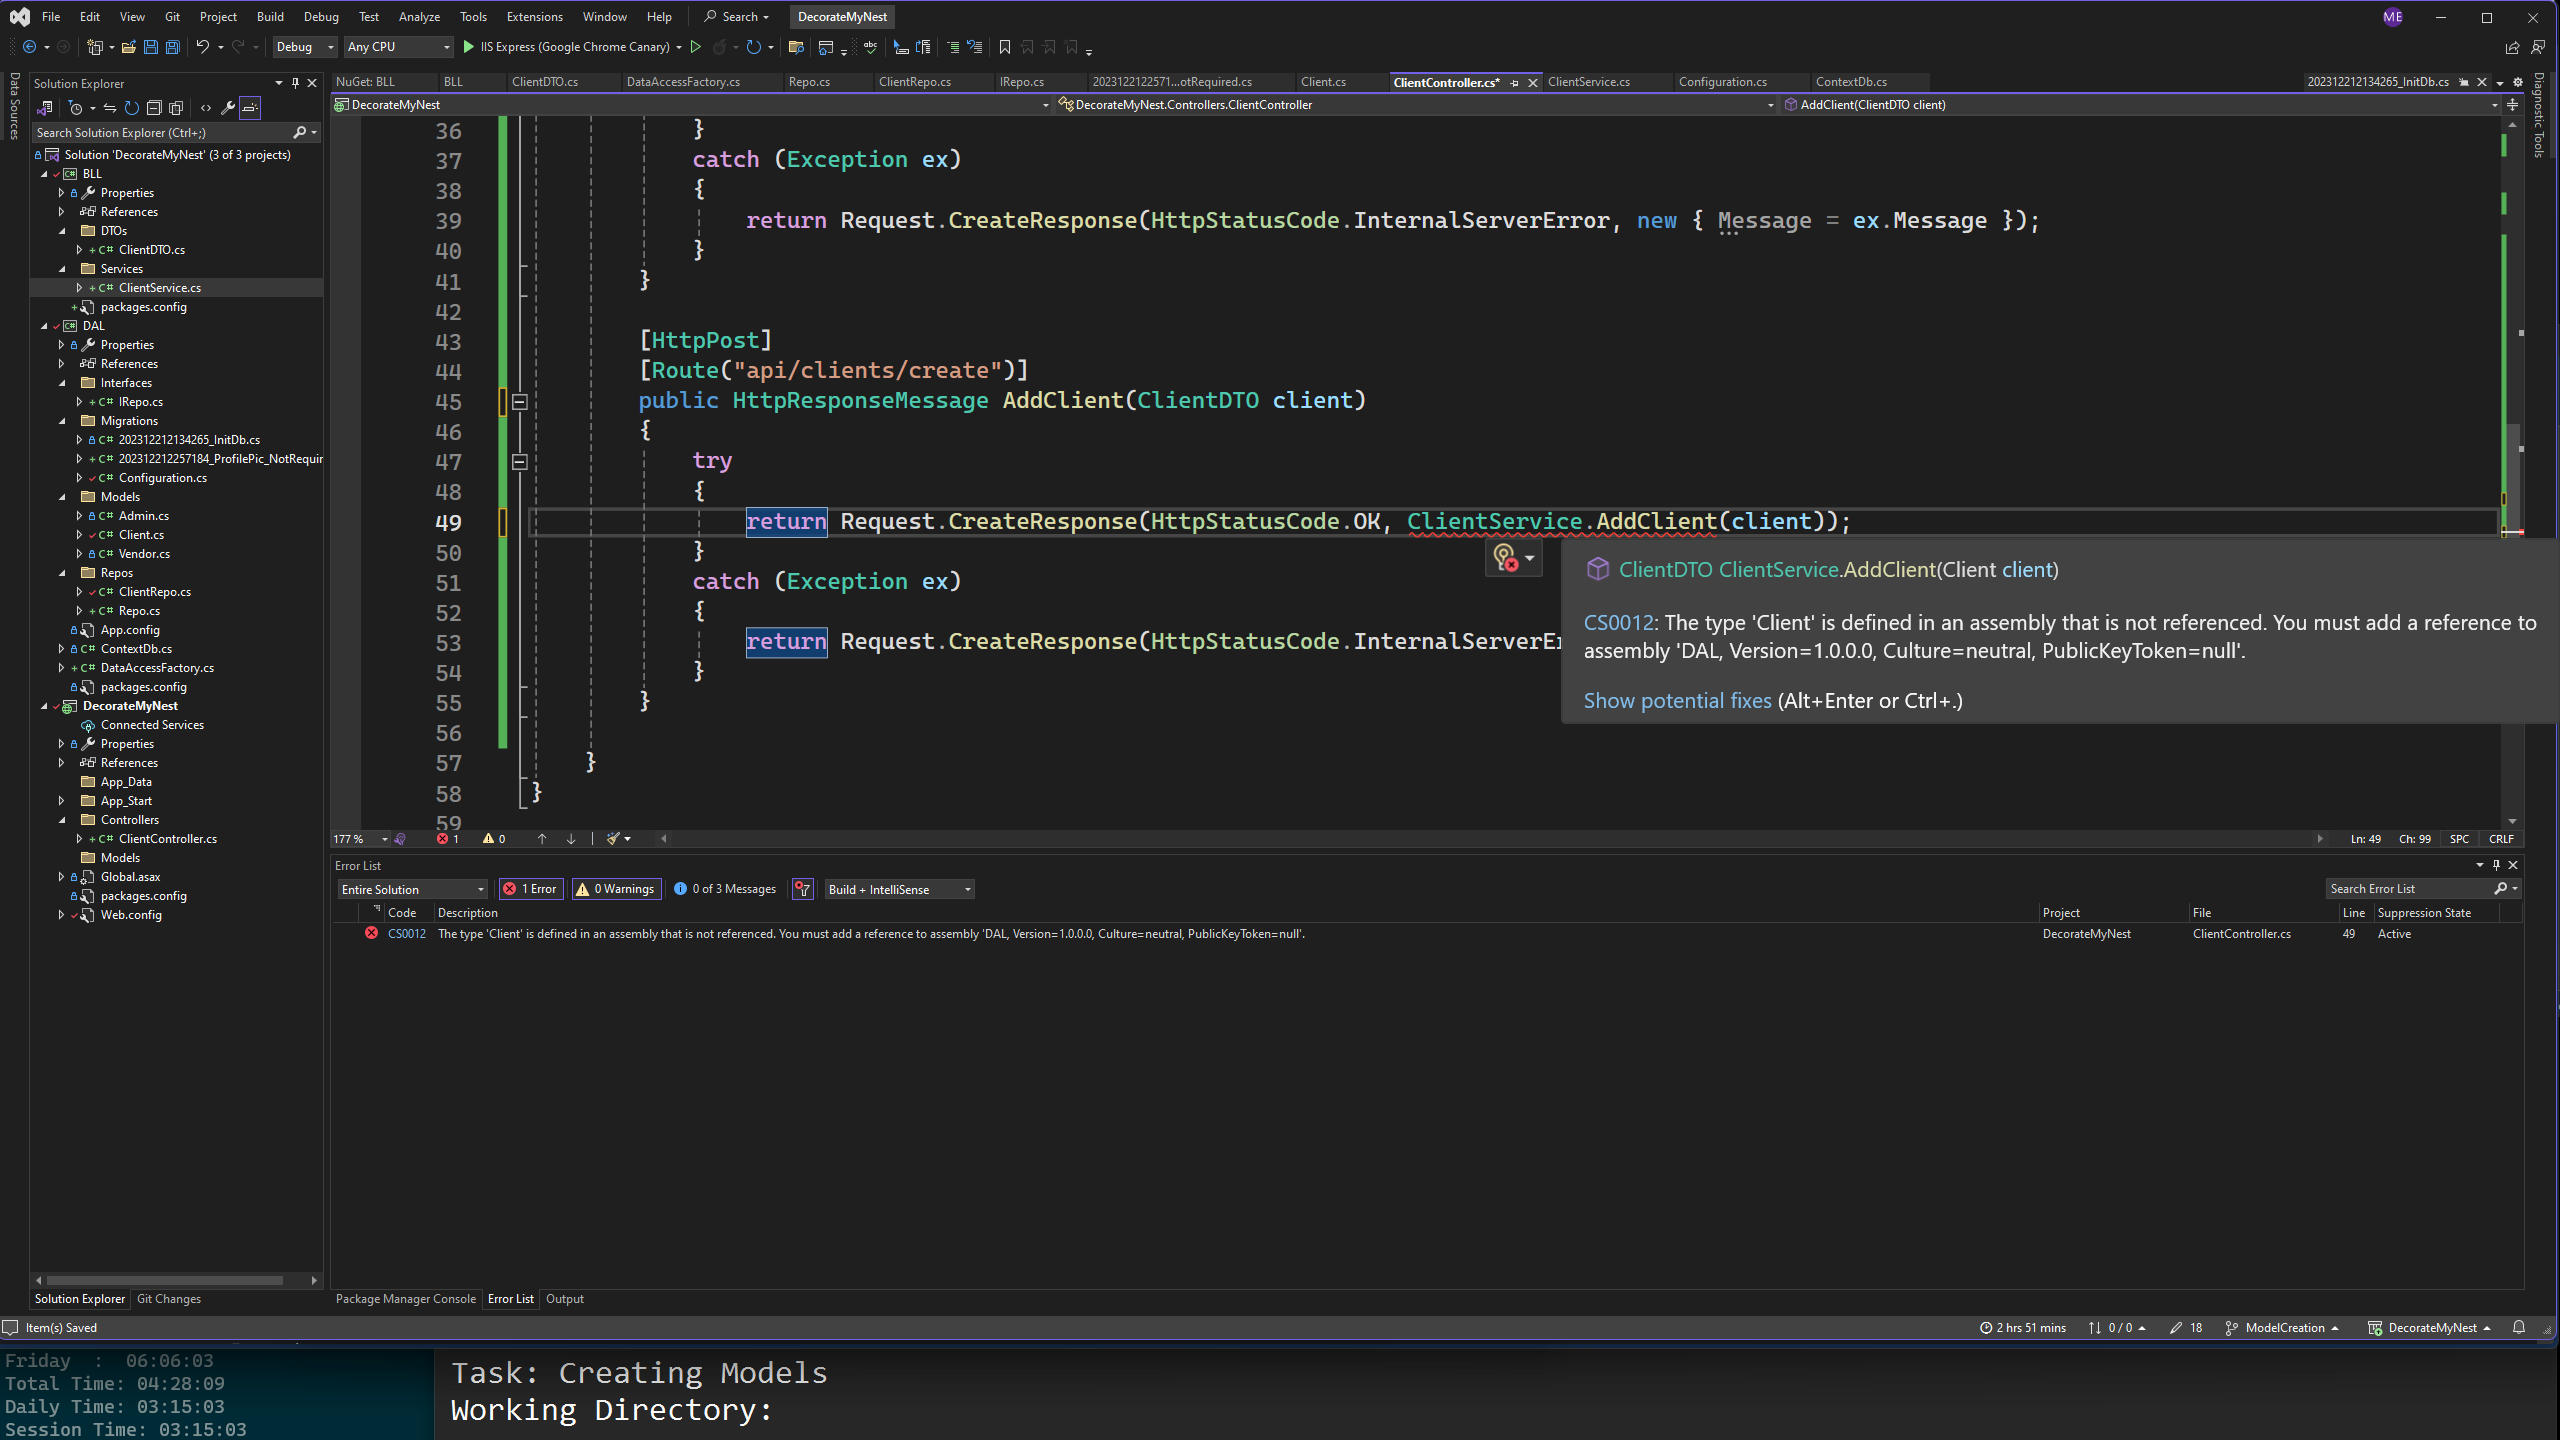 File Edit View Git Project Build Debug Test Analyze Tools Extensions Window Help Search DecorateMyNest ME
Debug Any CPU IIS Express (Google Chrome Canary)
Data Sources
Solution Explorer
Search Solution Explorer (Ctrl+;)
Solution 'DecorateMyNest' (3 of 3 projects)
BLL
Properties
References
DTOs
ClientDTO.cs
Services
ClientService.cs
packages.config
DAL
Properties
References
Interfaces
IRepo.cs
Migrations
202312212134265_InitDb.cs
202312212257184_ProfilePic_NotRequir
Configuration.cs
Models
Admin.cs
Client.cs
Vendor.cs
Repos
ClientRepo.cs
Repo.cs
App.config
ContextDb.cs
DataAccessFactory.cs
packages.config
DecorateMyNest
Connected Services
Properties
References
App_Data
App_Start
Controllers
ClientController.cs
Models
Global.asax
packages.config
Web.config
Solution Explorer Git Changes
NuGet: BLL BLL ClientDTO.cs DataAccessFactory.cs Repo.cs ClientRepo.cs IRepo.cs 2023122122571...otRequired.cs Client.cs ClientController.cs* ClientService.cs Configuration.cs ContextDb.cs 202312212134265_InitDb.cs
DecorateMyNest DecorateMyNest.Controllers.ClientController AddClient(ClientDTO client)
Diagnostic Tools
36 }
37 catch (Exception ex)
38 {
39 return Request.CreateResponse(HttpStatusCode.InternalServerError, new { Message = ex.Message });
40 }
41 }
42
43 [HttpPost]
44 [Route("api/clients/create")]
45 public HttpResponseMessage AddClient(ClientDTO client)
46 {
47 try
48 {
49 return Request.CreateResponse(HttpStatusCode.OK, ClientService.AddClient(client));
50 }
51 catch (Exception ex)
52 {
53 return Request.CreateResponse(HttpStatusCode.InternalServerEr
54 }
55 }
56
57 }
58 }
59
ClientDTO ClientService.AddClient(Client client)
CS0012: The type 'Client' is defined in an assembly that is not referenced. You must add a reference to
assembly 'DAL, Version=1.0.0.0, Culture=neutral, PublicKeyToken=null'.
Show potential fixes (Alt+Enter or Ctrl+.)
177 % 1 0 Ln: 49 Ch: 99 SPC CRLF
Error List
Entire Solution 1 Error 0 Warnings 0 of 3 Messages Build + IntelliSense Search Error List
Code Description Project File Line Suppression State
CS0012 The type 'Client' is defined in an assembly that is not referenced. You must add a reference to assembly 'DAL, Version=1.0.0.0, Culture=neutral, PublicKeyToken=null'. DecorateMyNest ClientController.cs 49 Active
Package Manager Console Error List Output
Item(s) Saved 2 hrs 51 mins 0 / 0 18 ModelCreation DecorateMyNest
Friday : 06:06:03
Total Time: 04:28:09
Daily Time: 03:15:03
Session Time: 03:15:03
Task: Creating Models
Working Directory: